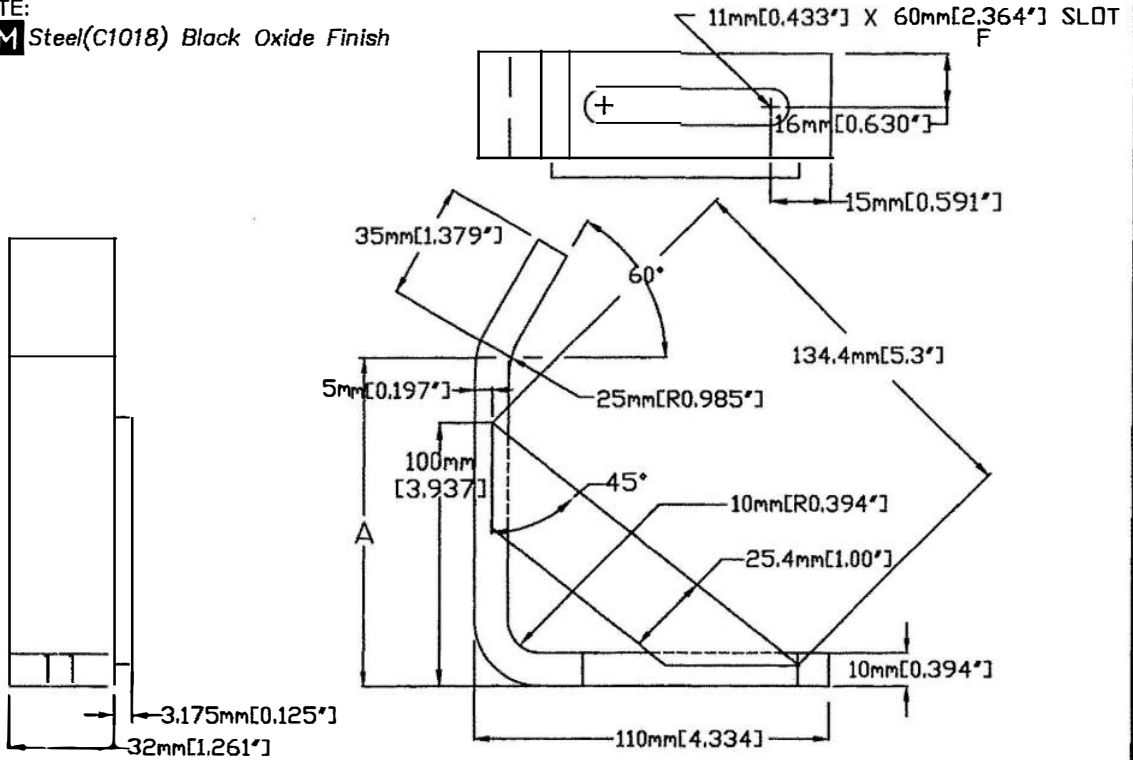 TE:
M Steel(C1018) Black Oxide Finish
11mm[0.433"] X 60mm[2.364"] SLOT
F
16mm[0.630"]
15mm[0.591"]
35mm[1.379"]
60°
134.4mm[5.3"]
5mm[0.197"]
25mm[R0.985"]
100mm
[3.937]
45°
10mm[R0.394"]
A
25.4mm[1.00"]
10mm[0.394"]
3.175mm[0.125"]
32mm[1.261"]
110mm[4.334]